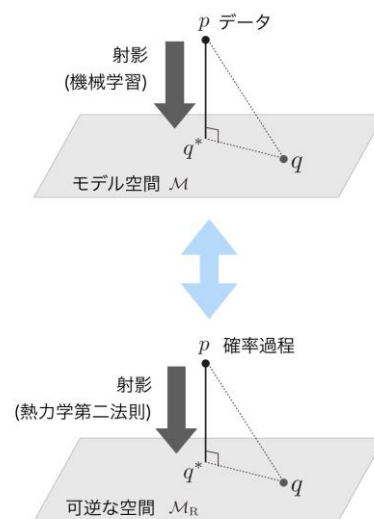 p データ
射影
(機械学習)
q*
q
モデル空間 M
p 確率過程
射影
(熱力学第二法則)
q*
q
可逆な空間 M_R